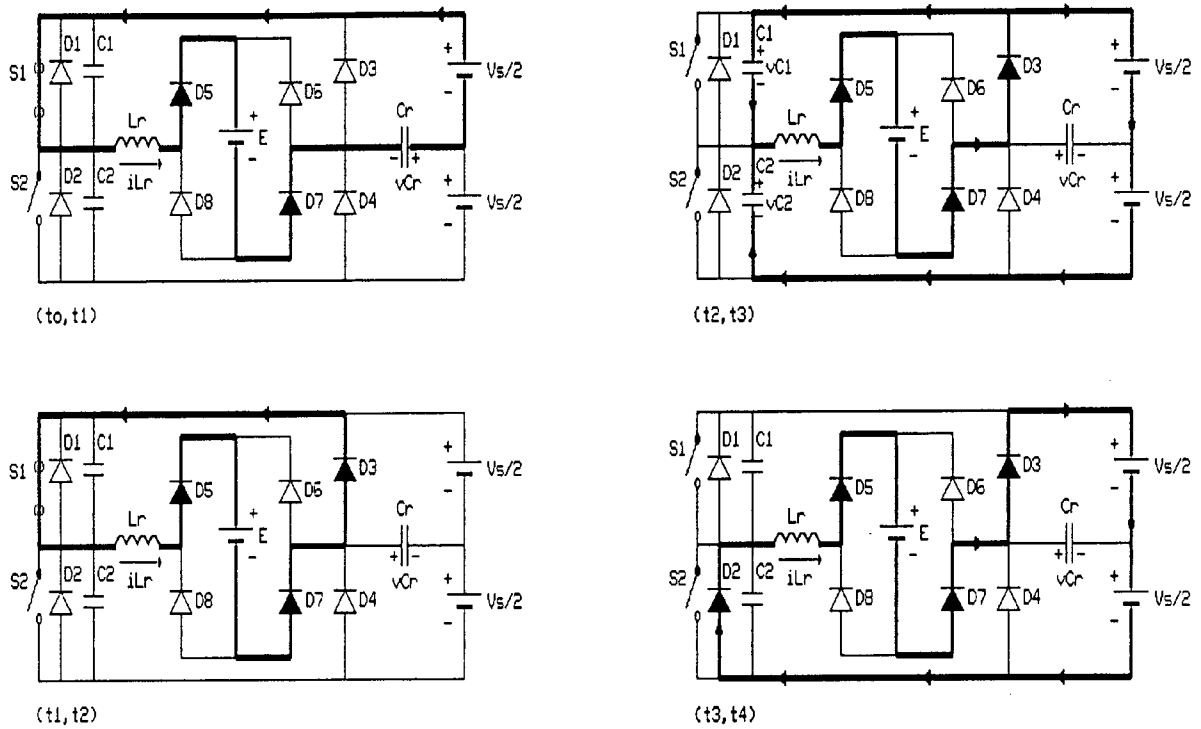 D1 C1 +
S1 D3 Vs/2
D5 D6 -
Lr + Cr
E
- - +
S2 D2 C2 iLr vCr +
D8 D7 D4 Vs/2
-
(to,t1)
D1 C1 +
S1 + D3
vC1 Vs/2
- D5 D6 -
Lr + Cr
E
C2 - + -
S2 D2 + iLr vCr +
vC2 D8 D7 D4 Vs/2
- -
(t2,t3)
D1 C1 +
S1 D3 Vs/2
D5 D6 -
Lr + Cr
E
- + -
S2 D2 C2 iLr vCr +
D8 D7 D4 Vs/2
-
(t1,t2)
D1 C1 +
S1 D3 Vs/2
D5 D6 -
Lr + Cr
E
- + -
S2 D2 C2 iLr vCr +
D8 D7 D4 Vs/2
-
(t3,t4)